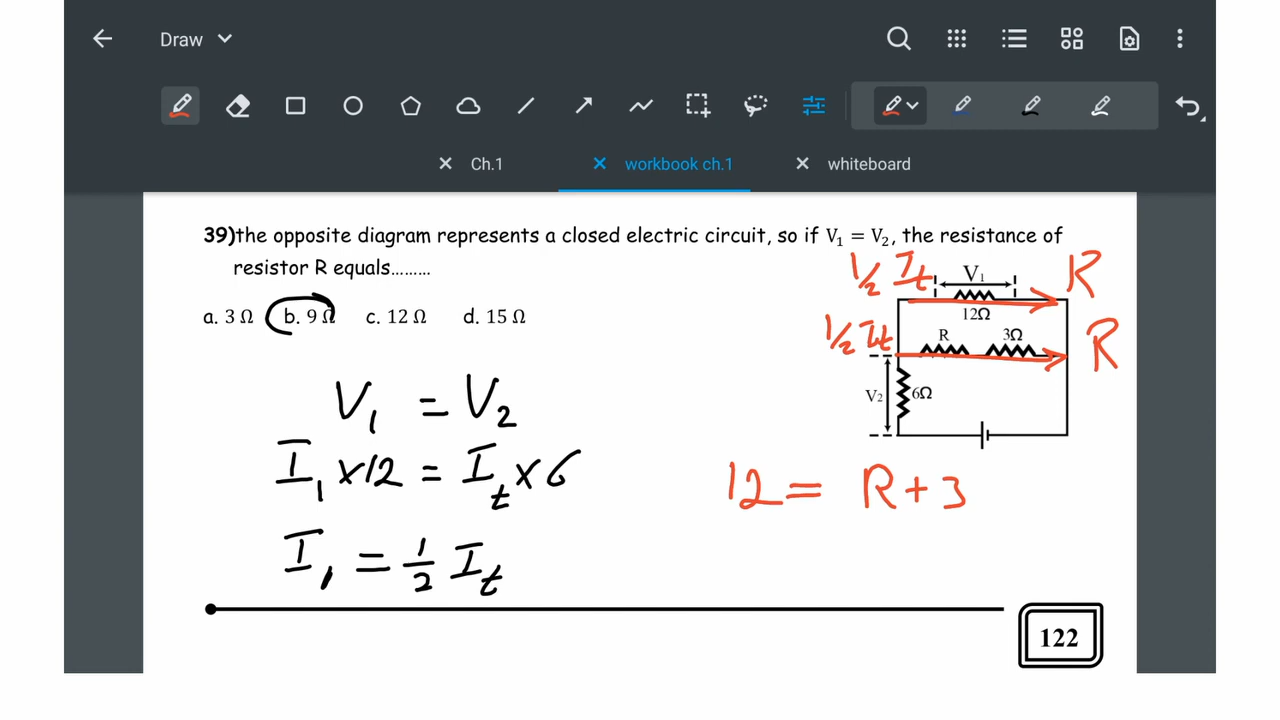 Draw
Ch.1
workbook ch.1
whiteboard
39)the opposite diagram represents a closed electric circuit, so if V₁ = V₂, the resistance of
resistor R equals.........
a. 3 Ω b. 9 Ω c. 12 Ω d. 15 Ω
½ It V₁ R
12Ω
½ It R 3Ω R
V₂ 6Ω
V₁ = V₂
I₁ ×12 = It × 6
I₁ = ½ It
12 = R + 3
122